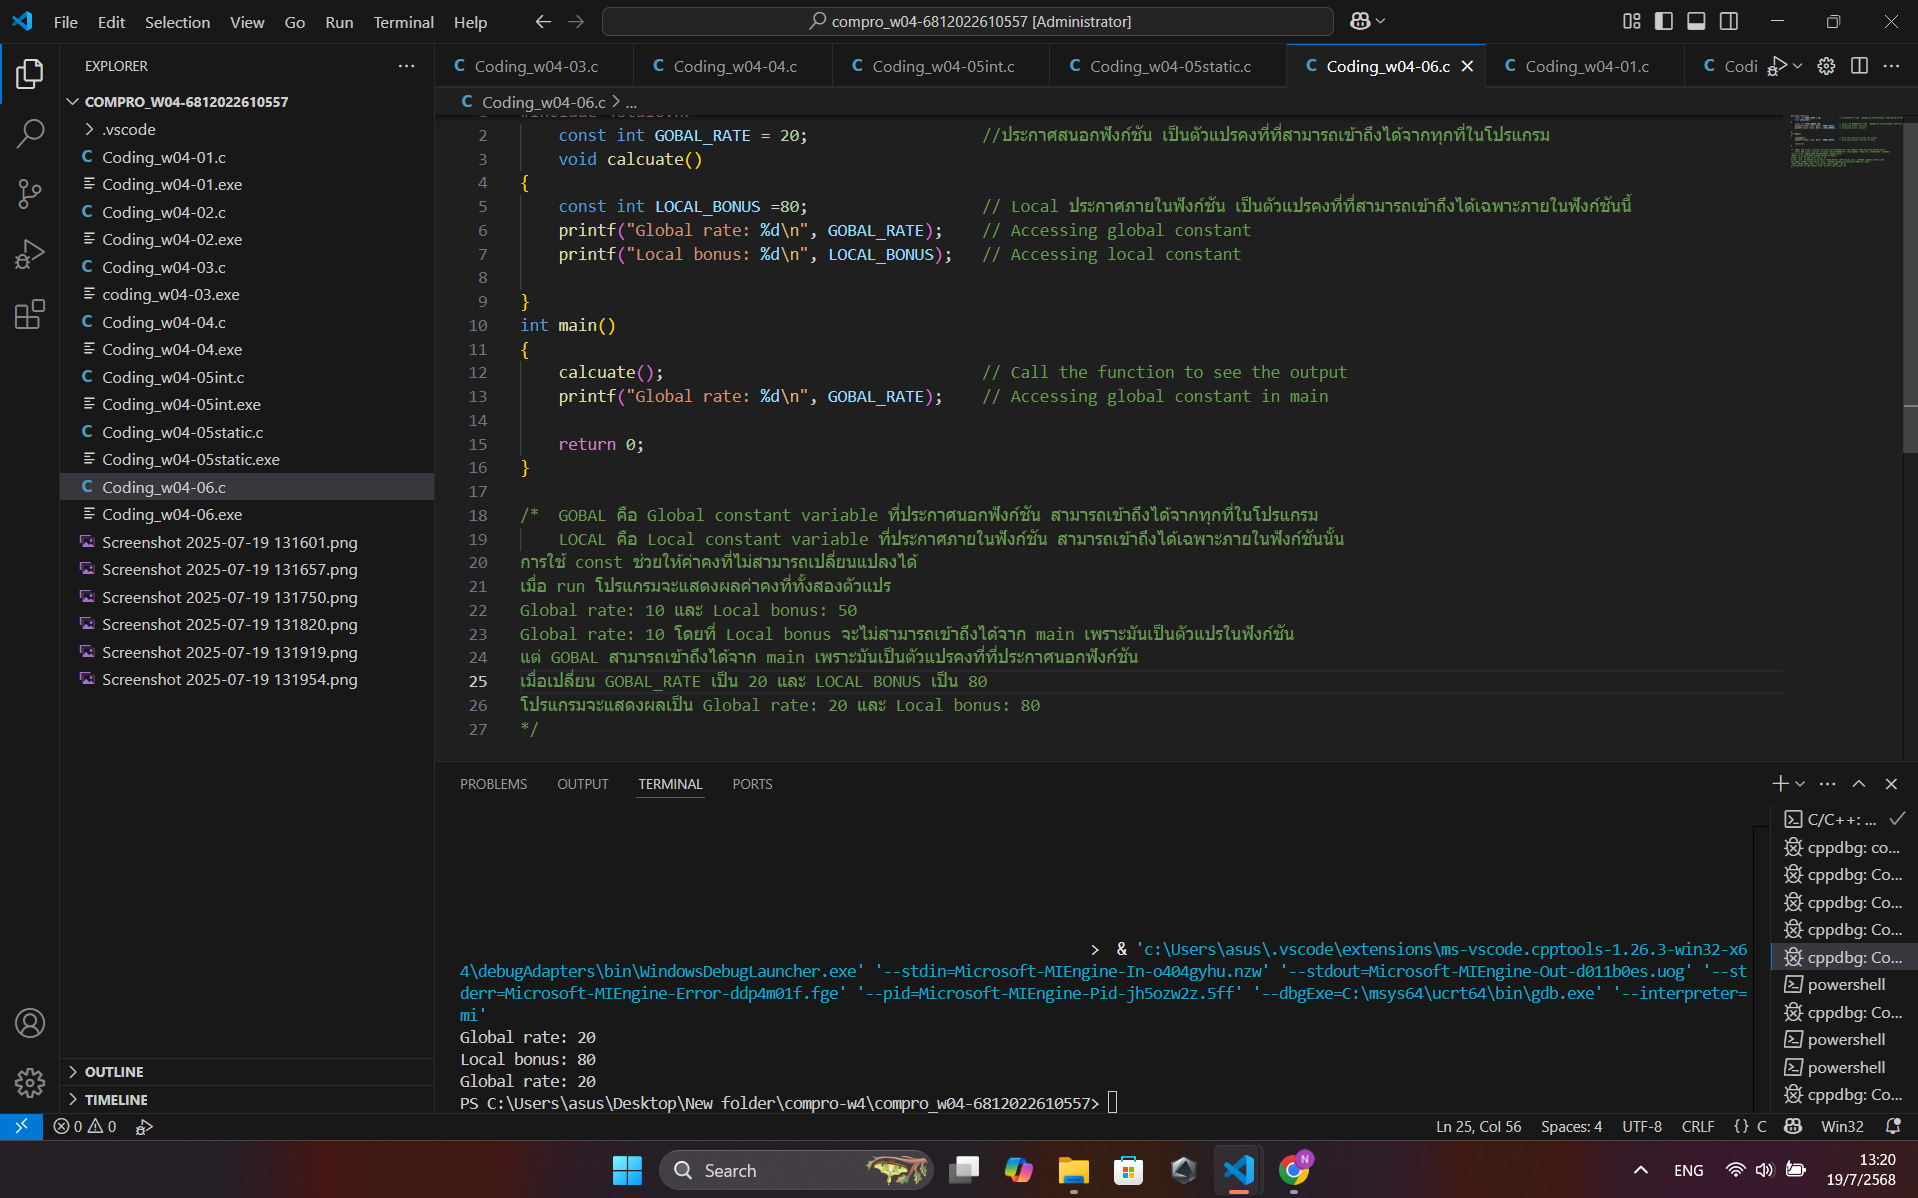 File Edit Selection View Go Run Terminal Help
compro_w04-6812022610557 [Administrator]
EXPLORER
COMPRO_W04-6812022610557
.vscode
Coding_w04-01.c
Coding_w04-01.exe
Coding_w04-02.c
Coding_w04-02.exe
Coding_w04-03.c
coding_w04-03.exe
Coding_w04-04.c
Coding_w04-04.exe
Coding_w04-05int.c
Coding_w04-05int.exe
Coding_w04-05static.c
Coding_w04-05static.exe
Coding_w04-06.c
Coding_w04-06.exe
Screenshot 2025-07-19 131601.png
Screenshot 2025-07-19 131657.png
Screenshot 2025-07-19 131750.png
Screenshot 2025-07-19 131820.png
Screenshot 2025-07-19 131919.png
Screenshot 2025-07-19 131954.png
OUTLINE
TIMELINE
C Coding_w04-03.c C Coding_w04-04.c C Coding_w04-05int.c C Coding_w04-05static.c C Coding_w04-06.c C Coding_w04-01.c C Codi
C Coding_w04-06.c > ...
2 const int GOBAL_RATE = 20; //ประกาศสนอกฟังก์ชัน เป็นตัวแปรคงที่ที่สามารถเข้าถึงได้จากทุกที่ในโปรแกรม
3 void calcuate()
4 {
5 const int LOCAL_BONUS =80; // Local ประกาศภายในฟังก์ชัน เป็นตัวแปรคงที่ที่สามารถเข้าถึงได้เฉพาะภายในฟังก์ชันนี้
6 printf("Global rate: %d\n", GOBAL_RATE); // Accessing global constant
7 printf("Local bonus: %d\n", LOCAL_BONUS); // Accessing local constant
8
9 }
10 int main()
11 {
12 calcuate(); // Call the function to see the output
13 printf("Global rate: %d\n", GOBAL_RATE); // Accessing global constant in main
14
15 return 0;
16 }
17
18 /* GOBAL คือ Global constant variable ที่ประกาศนอกฟังก์ชัน สามารถเข้าถึงได้จากทุกที่ในโปรแกรม
19 LOCAL คือ Local constant variable ที่ประกาศภายในฟังก์ชัน สามารถเข้าถึงได้เฉพาะภายในฟังก์ชันนั้น
20 การใช้ const ช่วยให้ค่าคงที่ไม่สามารถเปลี่ยนแปลงได้
21 เมื่อ run โปรแกรมจะแสดงผลค่าคงที่ทั้งสองตัวแปร
22 Global rate: 10 และ Local bonus: 50
23 Global rate: 10 โดยที่ Local bonus จะไม่สามารถเข้าถึงได้จาก main เพราะมันเป็นตัวแปรในฟังก์ชัน
24 แต่ GOBAL สามารถเข้าถึงได้จาก main เพราะมันเป็นตัวแปรคงที่ที่ประกาศนอกฟังก์ชัน
25 เมื่อเปลี่ยน GOBAL_RATE เป็น 20 และ LOCAL BONUS เป็น 80
26 โปรแกรมจะแสดงผลเป็น Global rate: 20 และ Local bonus: 80
27 */
PROBLEMS OUTPUT TERMINAL PORTS
> & 'c:\Users\asus\.vscode\extensions\ms-vscode.cpptools-1.26.3-win32-x6
4\debugAdapters\bin\WindowsDebugLauncher.exe' '--stdin=Microsoft-MIEngine-In-o404gyhu.nzw' '--stdout=Microsoft-MIEngine-Out-d011b0es.uog' '--st
derr=Microsoft-MIEngine-Error-ddp4m01f.fge' '--pid=Microsoft-MIEngine-Pid-jh5ozw2z.5ff' '--dbgExe=C:\msys64\ucrt64\bin\gdb.exe' '--interpreter=
mi'
Global rate: 20
Local bonus: 80
Global rate: 20
PS C:\Users\asus\Desktop\New folder\compro-w4\compro_w04-6812022610557>
C/C++: ...
cppdbg: co...
cppdbg: Co...
cppdbg: Co...
cppdbg: Co...
cppdbg: Co...
powershell
cppdbg: Co...
powershell
powershell
cppdbg: Co...
0 0 Ln 25, Col 56 Spaces: 4 UTF-8 CRLF {} C Win32
Search N ENG 13:20
19/7/2568